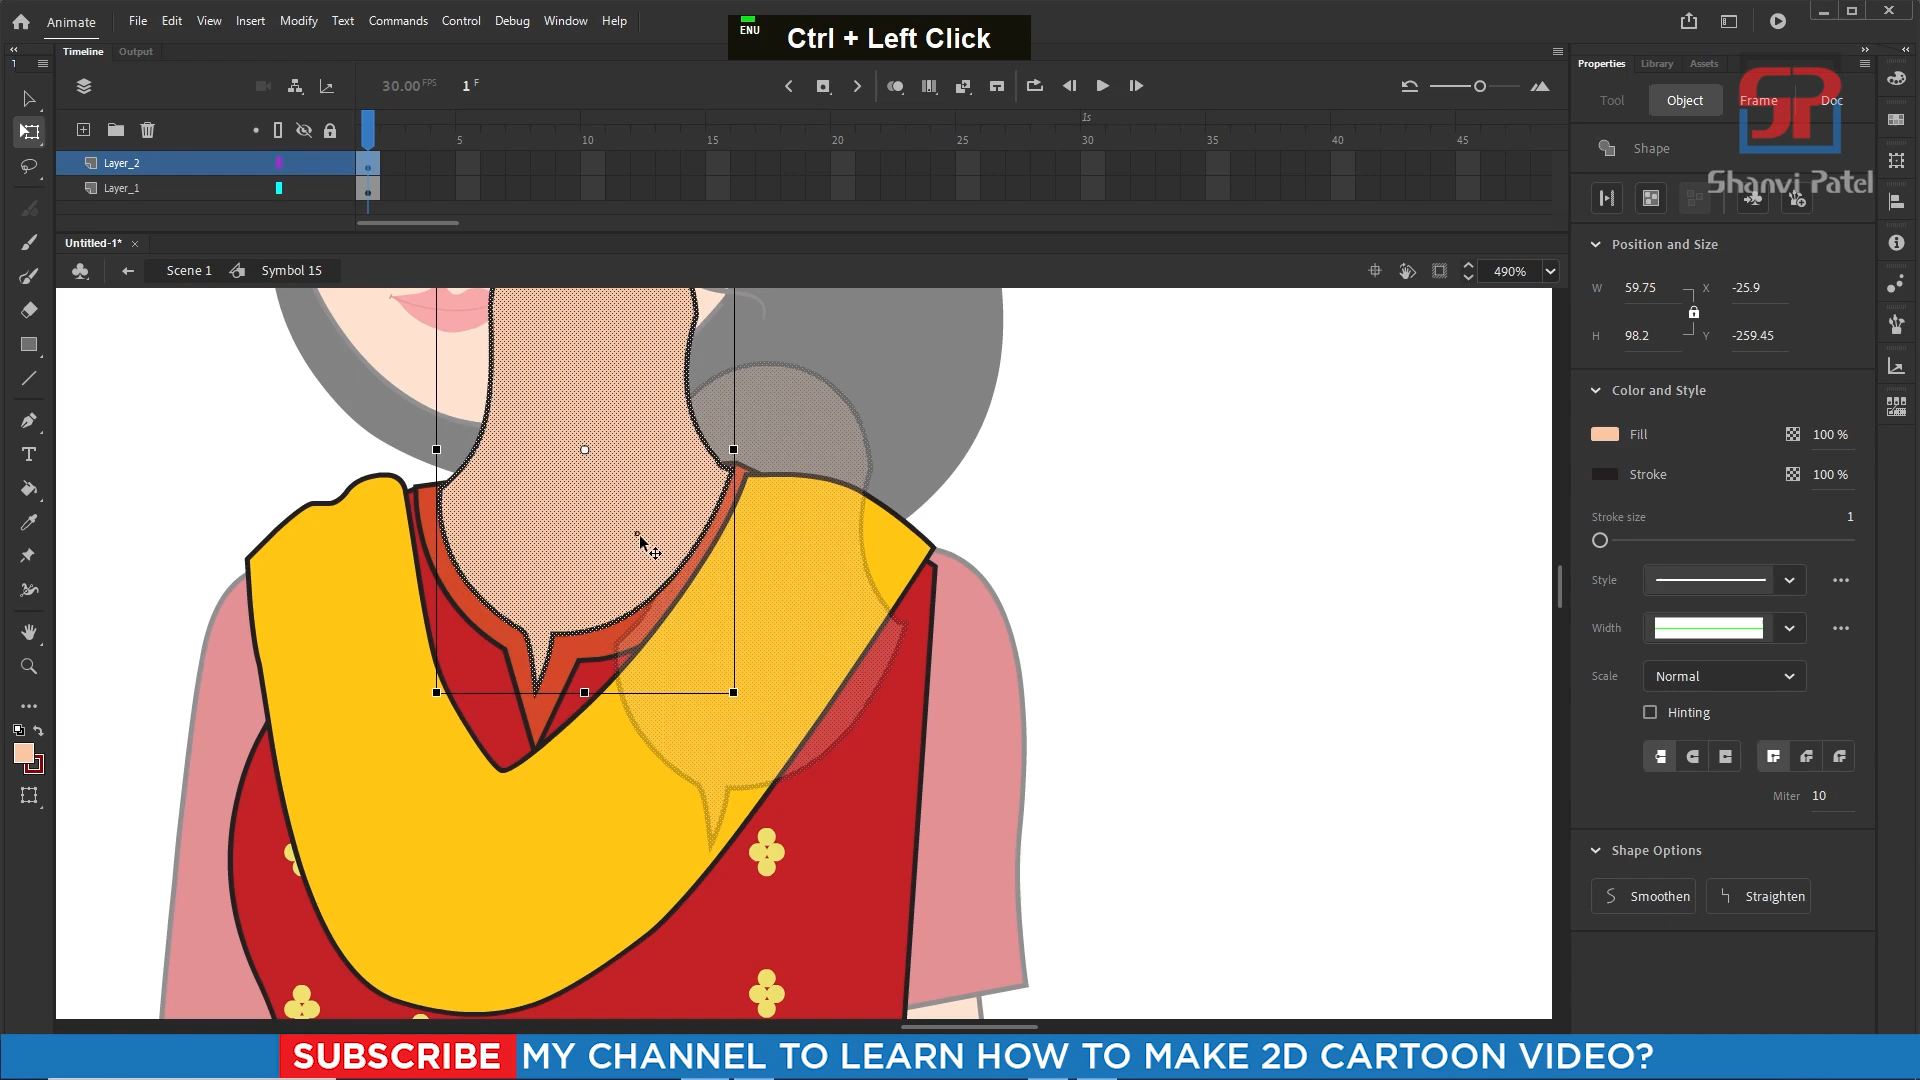 Animate
File Edit View Insert Modify Text Commands Control Debug Window Help
ENU Ctrl + Left Click
Timeline Output
30.00 FPS 1 F
1s
5 10 15 20 25 30 35 40 45
Layer_2
Layer_1
Untitled-1* ×
Scene 1 Symbol 15
490%
Properties Library Assets
Tool Object Frame Doc
Shape
Shanvi Patel
Position and Size
W 59.75 X -25.9
H 98.2 Y -259.45
Color and Style
Fill 100 %
Stroke 100 %
Stroke size 1
Style
Width
Scale Normal
Hinting
Miter 10
Shape Options
Smoothen Straighten
SUBSCRIBE MY CHANNEL TO LEARN HOW TO MAKE 2D CARTOON VIDEO?